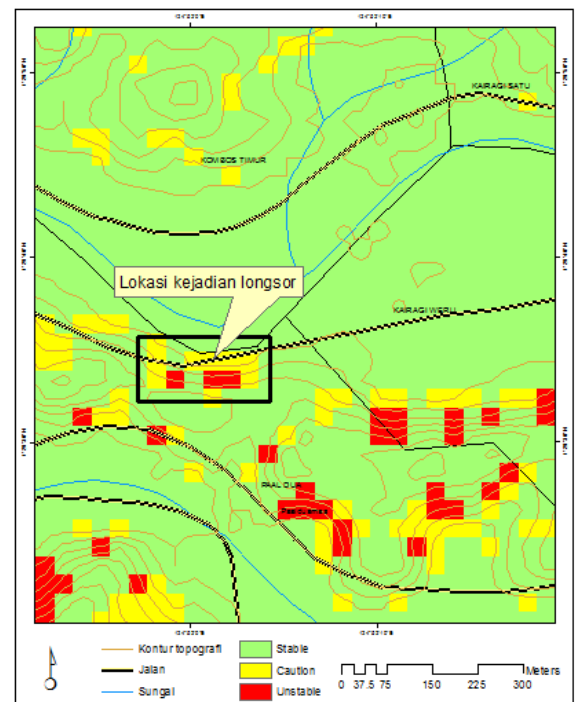 KAIRAGI SATU
KOMBOS TIMUR
Lokasi kejadian longsor
KAIRAGI WERU
PAAL DUA
Kontur topografi
Jalan
Sungai
Stable
Caution
Unstable
Meters
0 37.5 75 150 225 300